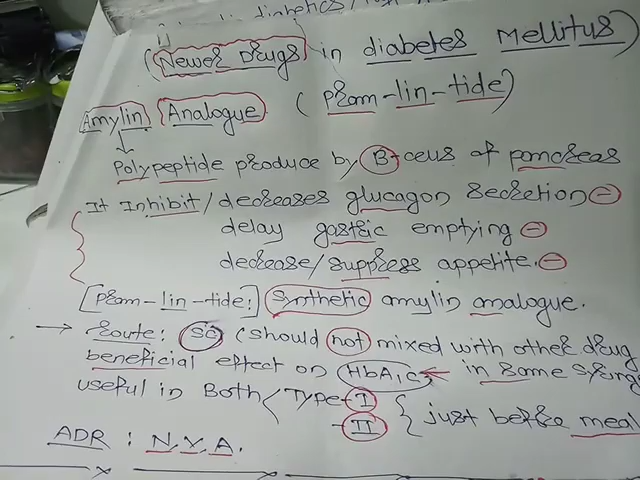 diabetics/
(Newer Drugs in diabetes Mellitus)
Amylin Analogue (Pram-lin-tide)
Polypeptide produce by B-cells of pancreas
It Inhibit/decreases glucagon secretion -
delay gastric emptying -
decrease/suppress appetite. -
[Pram-lin-tide:] Synthetic amylin analogue.
→ Route: SC (should not mixed with other drug
beneficial effect on HbA1c ← in same syringe
useful in Both < Type-I
-II { just before meal
ADR : N.V.A.